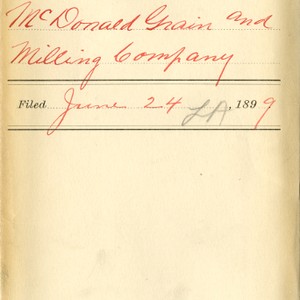 McDonald Grain and
Milling Company
Filed June 24 LA, 1899